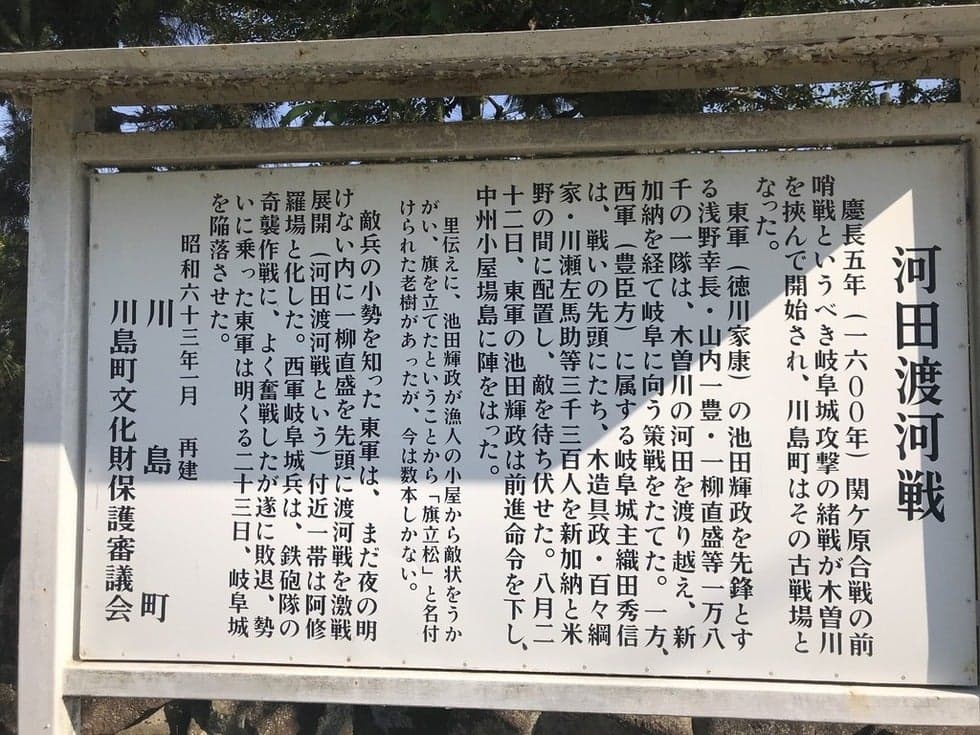 河田渡河戦
慶長五年（一六００年）関ケ原合戦の前
哨戦というべき岐阜城攻撃の緒戦が木曽川
を挾んで開始され、川島町はその古戦場と
なった。
東軍（徳川家康）の池田輝政を先鋒とす
る浅野幸長・山内一豊・一柳直盛等一万八
千の一隊は、木曽川の河田を渡り越え、新
加納を経て岐阜に向う策戦をたてた。一方、
西軍（豊臣方）に属する岐阜城主織田秀信
は、戦いの先頭にたち、木造具政・百々綱
家・川瀬左馬助等三千三百人を新加納と米
野の間に配置し、敵を待ち伏せた。八月二
十二日、東軍の池田輝政は前進命令を下し、
中州小屋場島に陣をはった。
里伝えに、池田輝政が漁人の小屋から敵状をうか
がい、旗を立てたということから「旗立松」と名付
けられた老樹があったが、今は数本しかない。
敵兵の小勢を知った東軍は、まだ夜の明
けない内に一柳直盛を先頭に渡河戦を激戦
展開（河田渡河戦という）付近一帯は阿修
羅場と化した。西軍岐阜城兵は、鉄砲隊の
奇襲作戦に、よく奮戦したが遂に敗退、勢
いに乗った東軍は明くる二十三日、岐阜城
を陥落させた。
昭和六十三年一月 再建
川島町
川島町文化財保護審議会